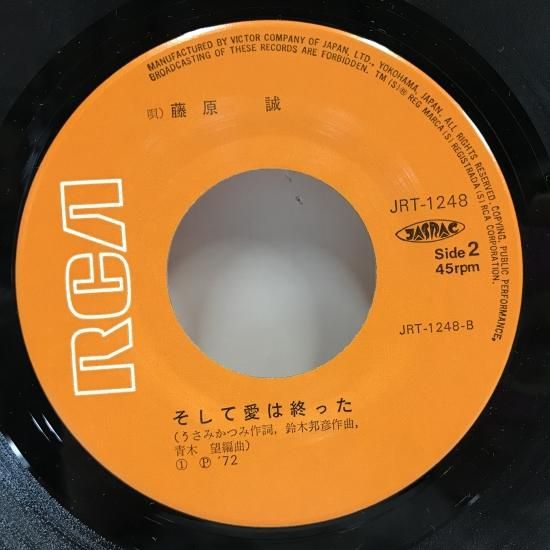 MANUFACTURED BY VICTOR COMPANY OF JAPAN, LTD., YOKOHAMA, JAPAN. ALL RIGHTS RESERVED. COPYING, PUBLIC PERFORMANCE,
BROADCASTING OF THESE RECORDS ARE FORBIDDEN. TM(S)® REG MARCA(S) REGISTRADA(S) RCA CORPORATION.
唄) 藤原 誠
RCA
JRT-1248
JASRAC
Side 2
45rpm
JRT-1248-B
そして愛は終った
(うさみかつみ作詞, 鈴木邦彦作曲,
青木 望編曲)
① Ⓟ '72